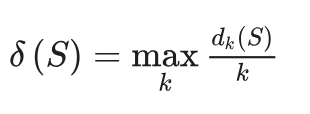 δ(S) = max_k d_k(S)/k